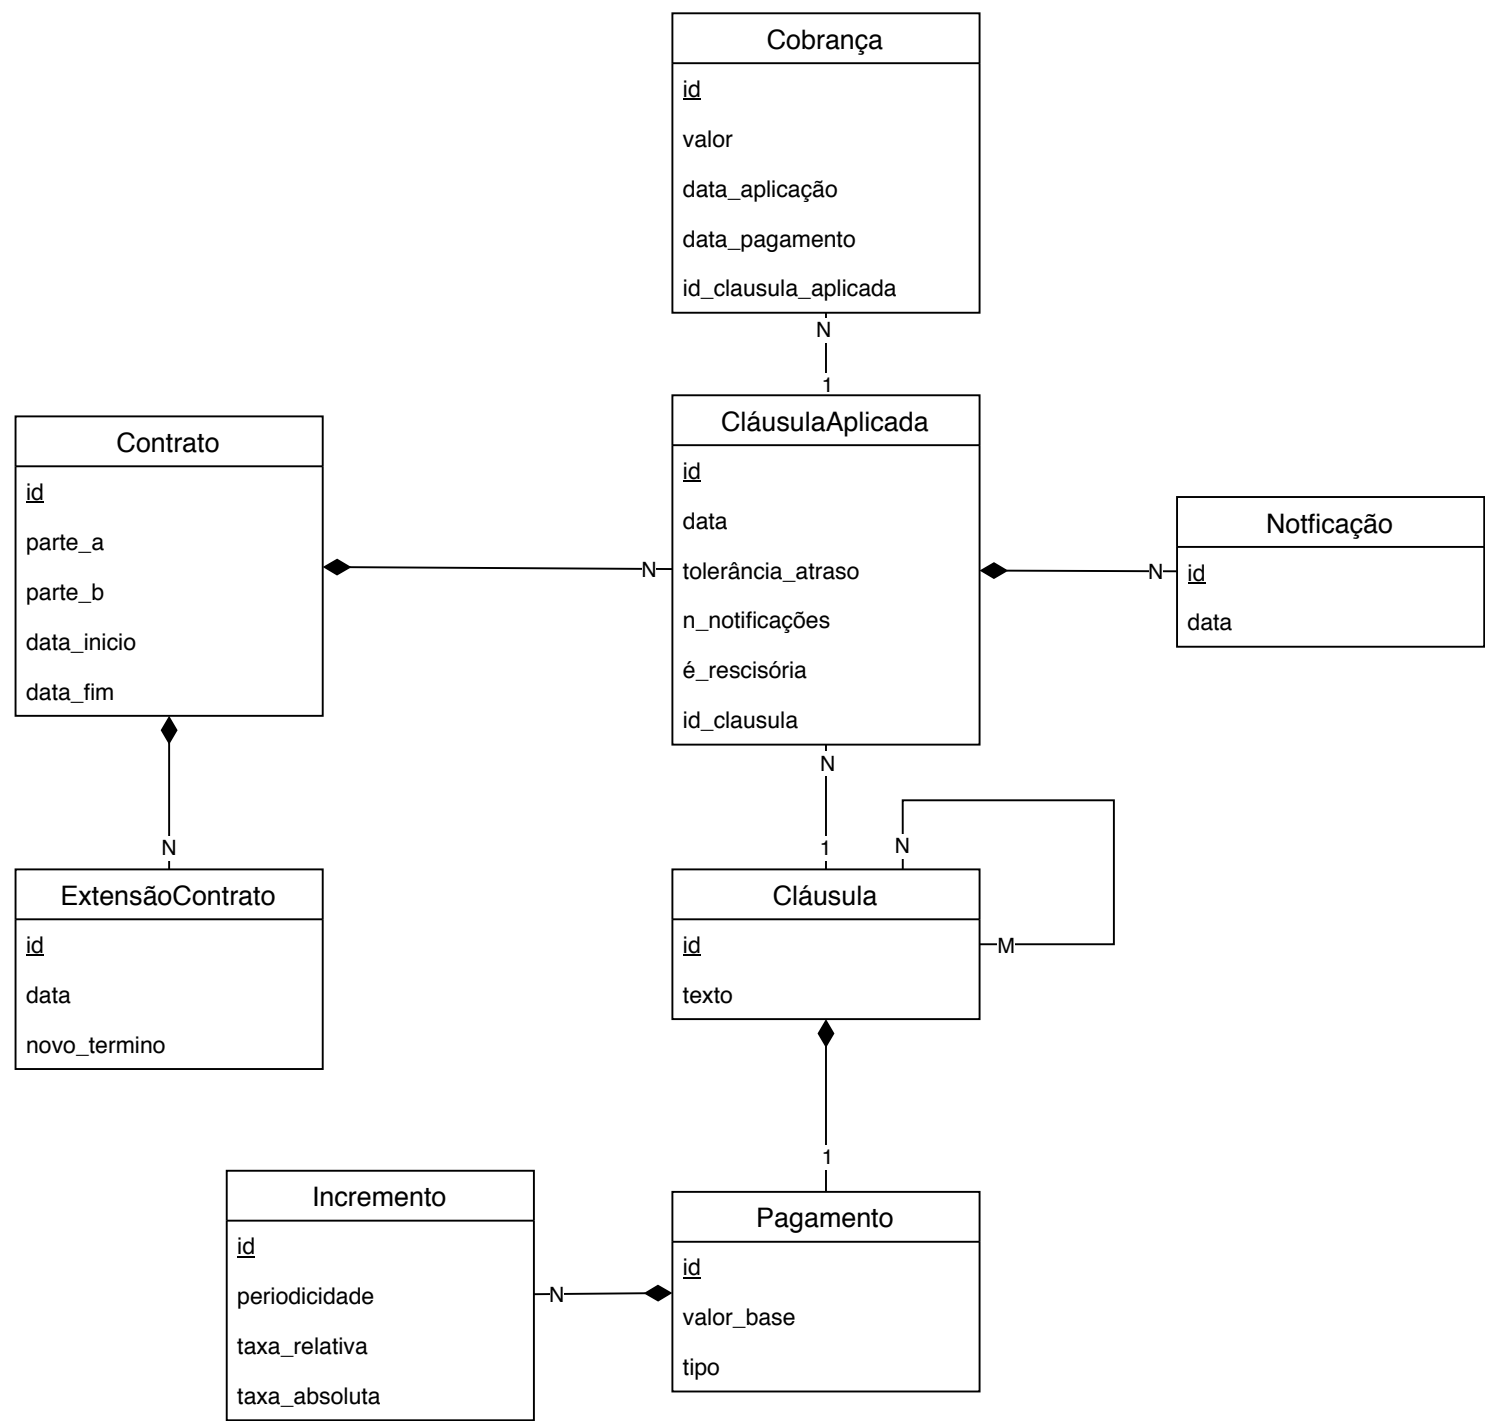 Cobrança
id
valor
data_aplicação
data_pagamento
id_clausula_aplicada
N
1
CláusulaAplicada
id
data
tolerância_atraso
n_notificações
é_rescisória
id_clausula
Contrato
id
parte_a
parte_b
data_inicio
data_fim
N
Notficação
id
data
N
N
1
N
M
N
ExtensãoContrato
id
data
novo_termino
Cláusula
id
texto
1
Incremento
id
periodicidade
taxa_relativa
taxa_absoluta
N
Pagamento
id
valor_base
tipo